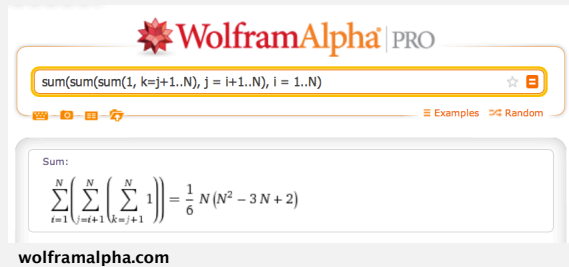 WolframAlpha PRO
sum(sum(sum(1, k=j+1..N), j = i+1..N), i = 1..N)
Examples Random
Sum:
∑_{i=1}^{N} ( ∑_{j=i+1}^{N} ( ∑_{k=j+1}^{N} 1 ) ) = 1/6 N (N² – 3 N + 2)
wolframalpha.com